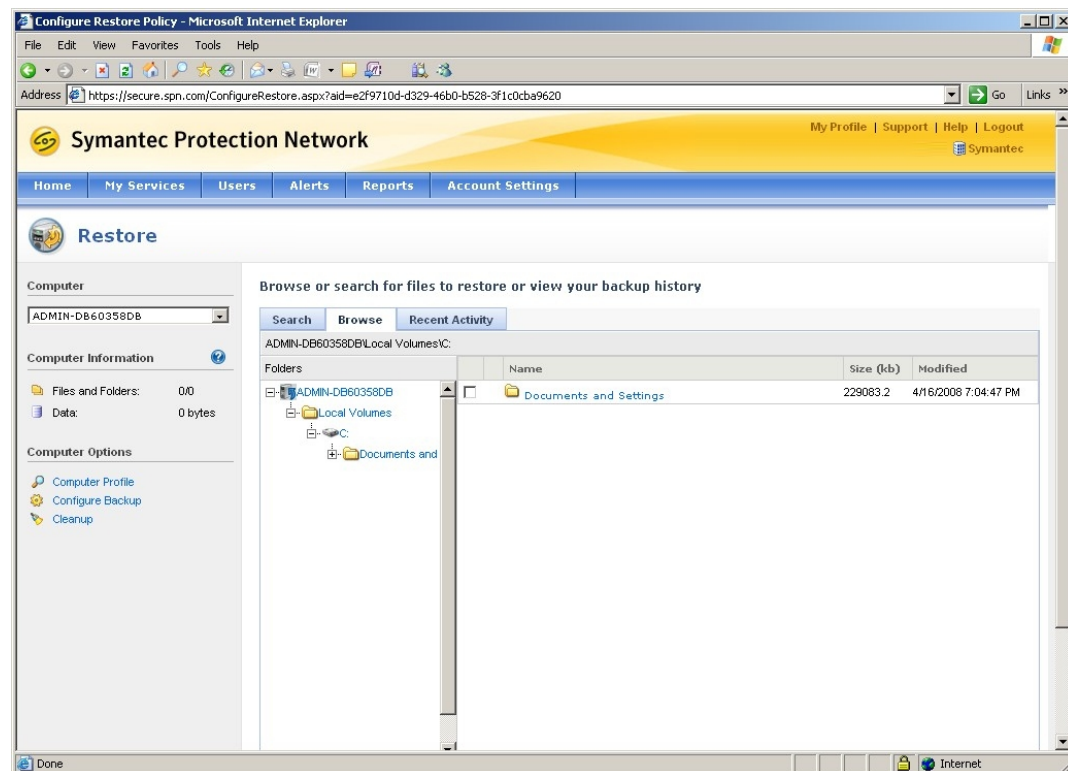 Configure Restore Policy - Microsoft Internet Explorer
File Edit View Favorites Tools Help
Address https://secure.spn.com/ConfigureRestore.aspx?aid=e2f9710d-d329-46b0-b528-3f1c0cba9620 Go Links »
Symantec Protection Network
My Profile | Support | Help | Logout
Symantec
Home My Services Users Alerts Reports Account Settings
Restore
Computer
ADMIN-DB60358DB
Computer Information
Files and Folders: 0/0
Data: 0 bytes
Computer Options
Computer Profile
Configure Backup
Cleanup
Browse or search for files to restore or view your backup history
Search Browse Recent Activity
ADMIN-DB60358DB\Local Volumes\C:
Folders
ADMIN-DB60358DB
Local Volumes
C:
Documents and
Name Size (kb) Modified
Documents and Settings 229083.2 4/16/2008 7:04:47 PM
Done Internet